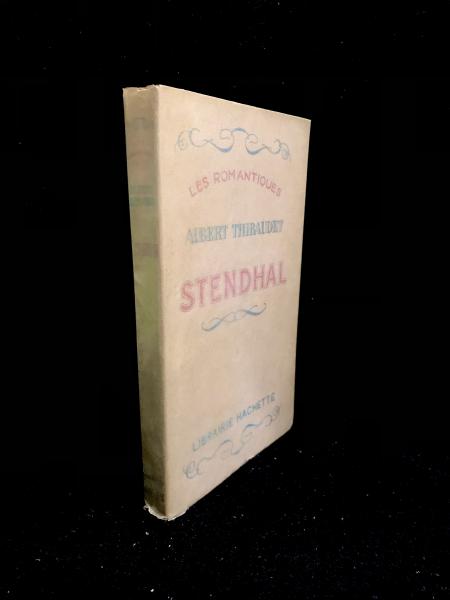 LES ROMANTIQUES
ALBERT THIBAUDET
STENDHAL
LIBRAIRIE HACHETTE